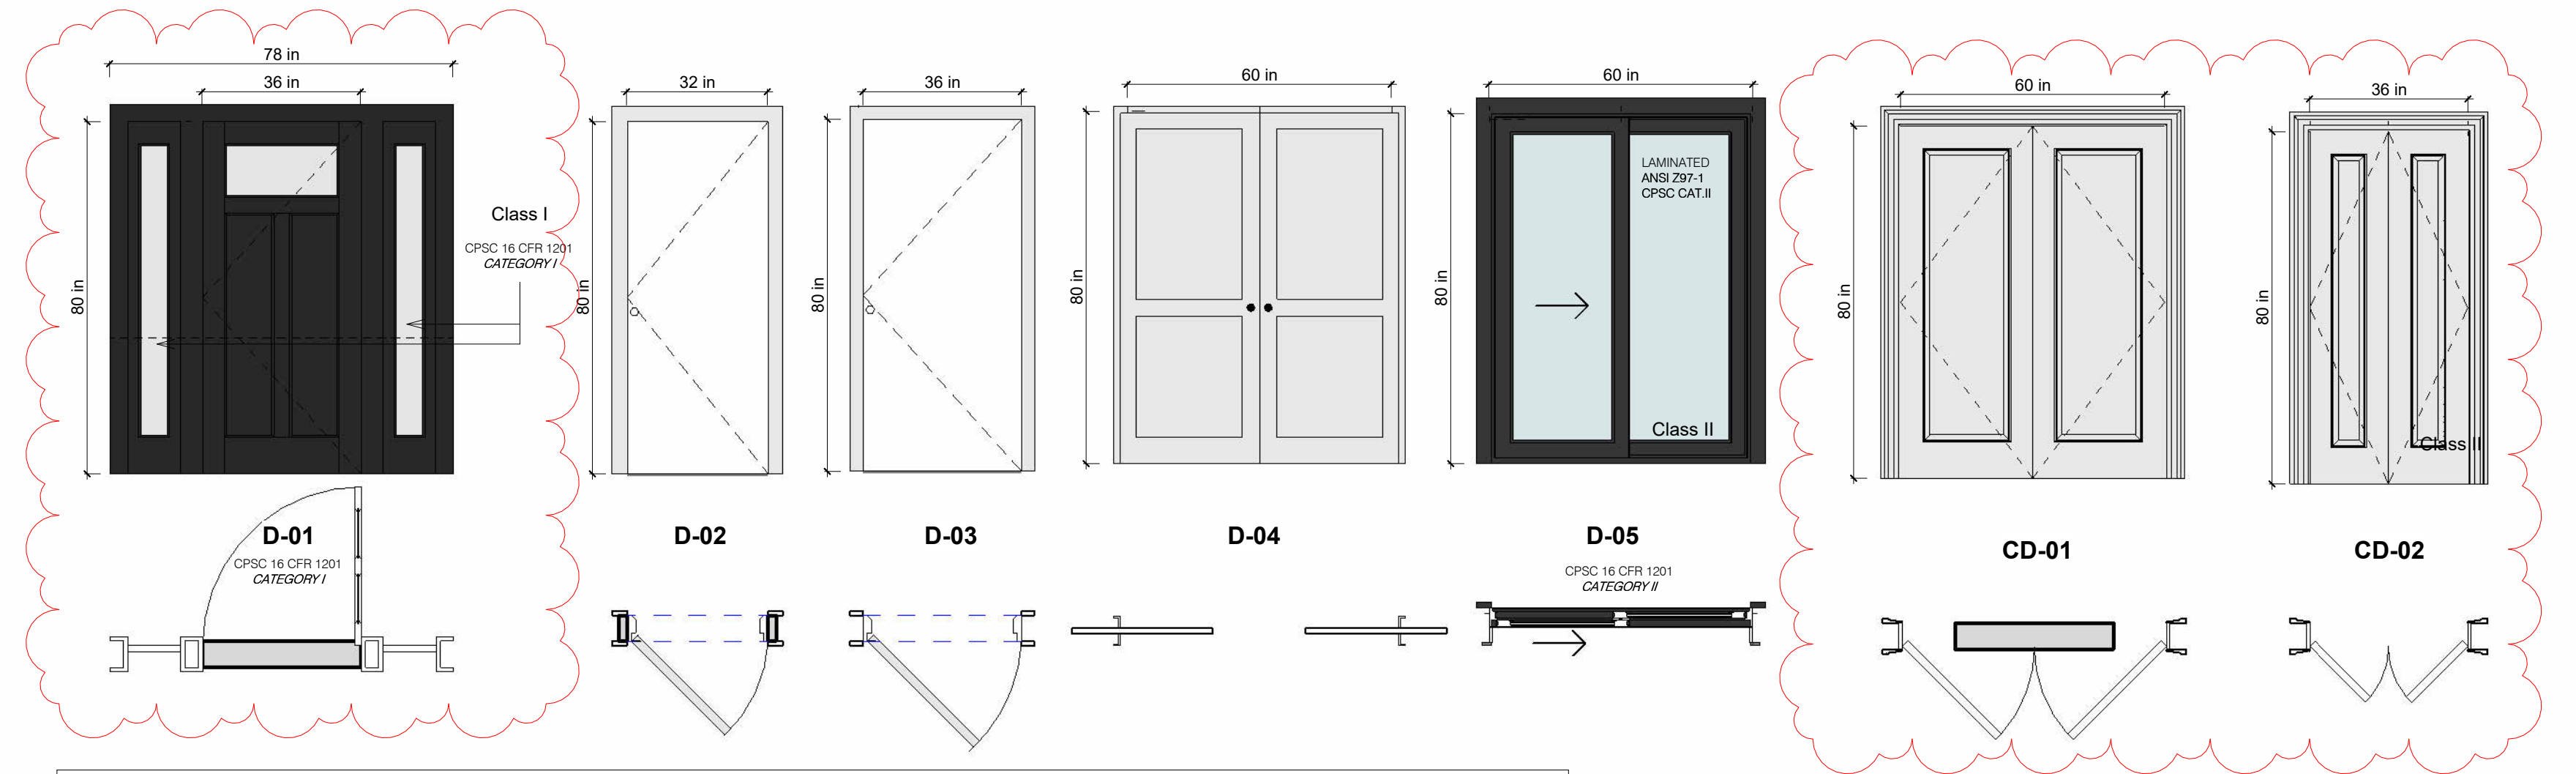 78 in
36 in
80 in
Class I
CPSC 16 CFR 1201
CATEGORY I
D-01
CPSC 16 CFR 1201
CATEGORY I
32 in
80 in
D-02
36 in
80 in
D-03
60 in
80 in
D-04
60 in
80 in
LAMINATED
ANSI Z97-1
CPSC CAT.II
Class II
D-05
CPSC 16 CFR 1201
CATEGORY II
60 in
80 in
CD-01
36 in
80 in
Class II
CD-02